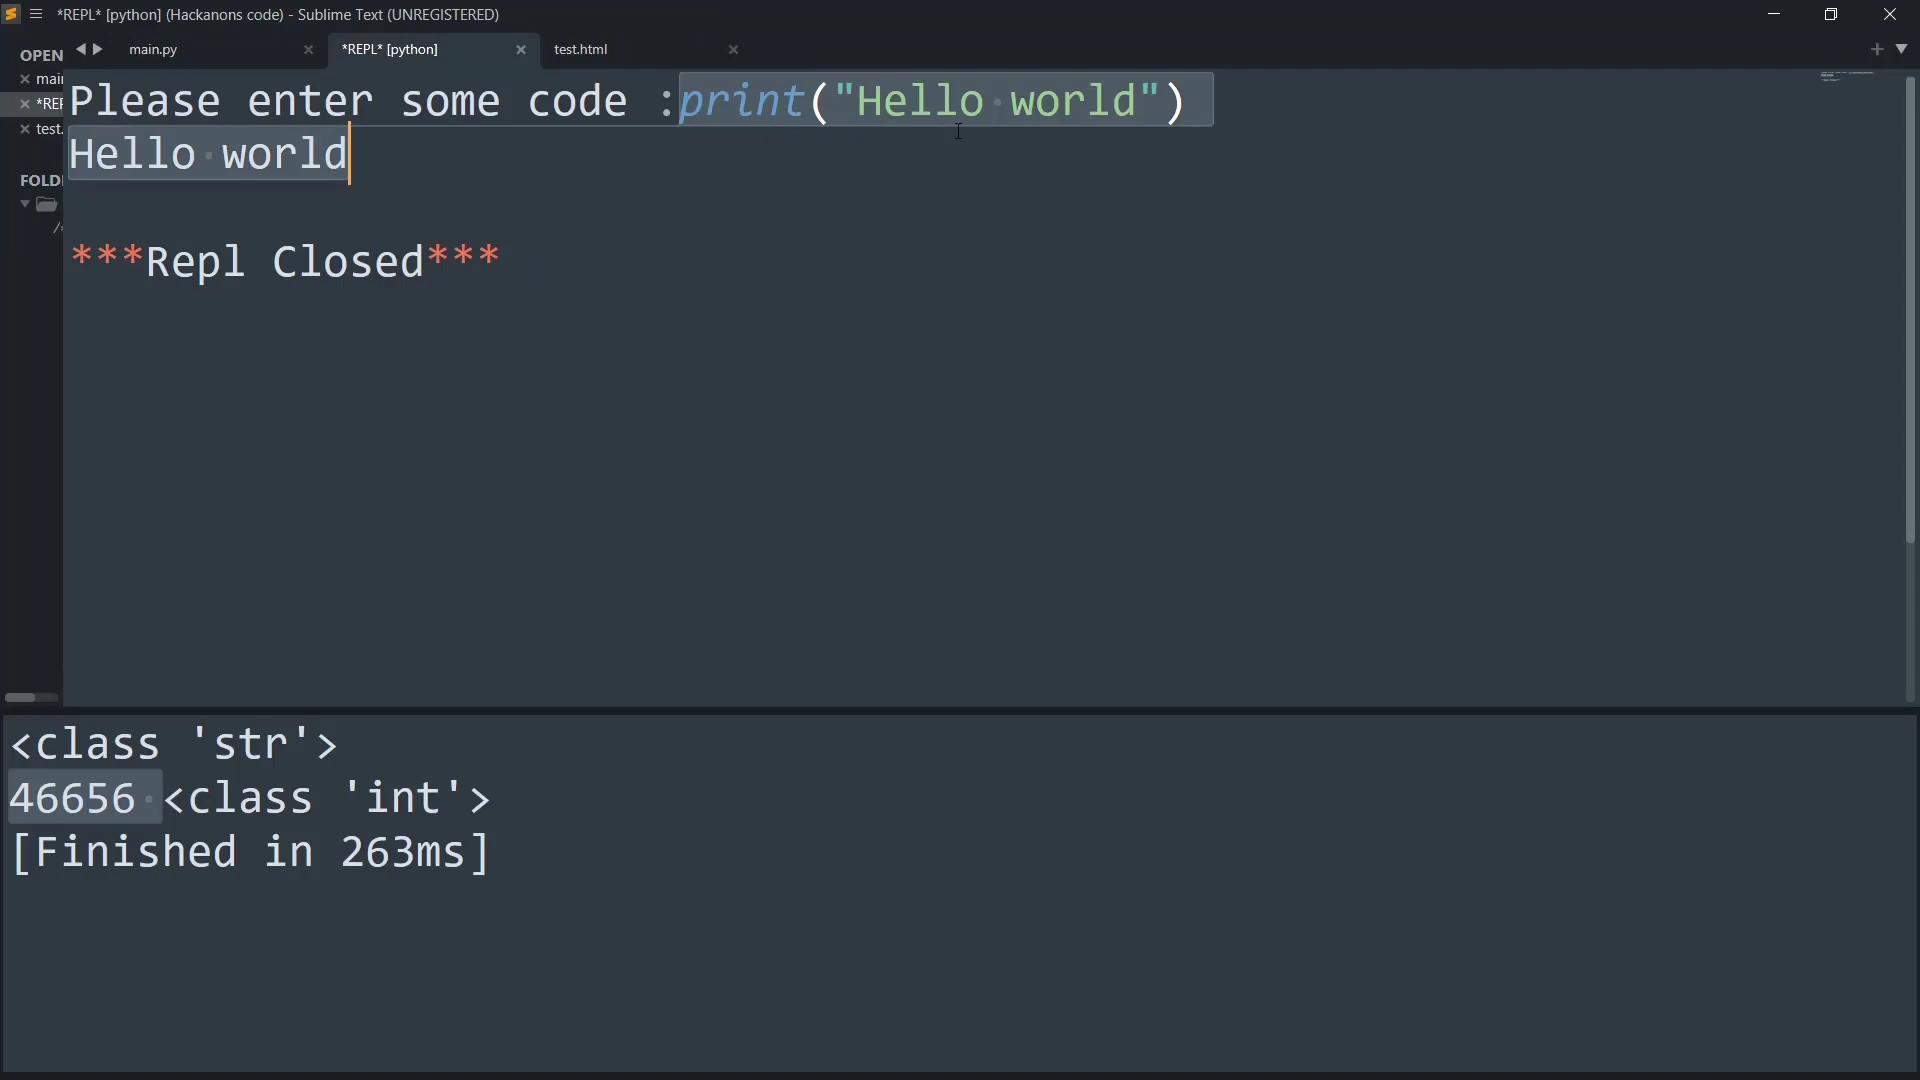 *REPL* [python] (Hackanons code) - Sublime Text (UNREGISTERED)
main.py
*REPL* [python]
test.html
OPEN
mai
*REF
test.
FOLD
/*
Please enter some code :print("Hello world")
Hello world
***Repl Closed***
<class 'str'>
46656 <class 'int'>
[Finished in 263ms]